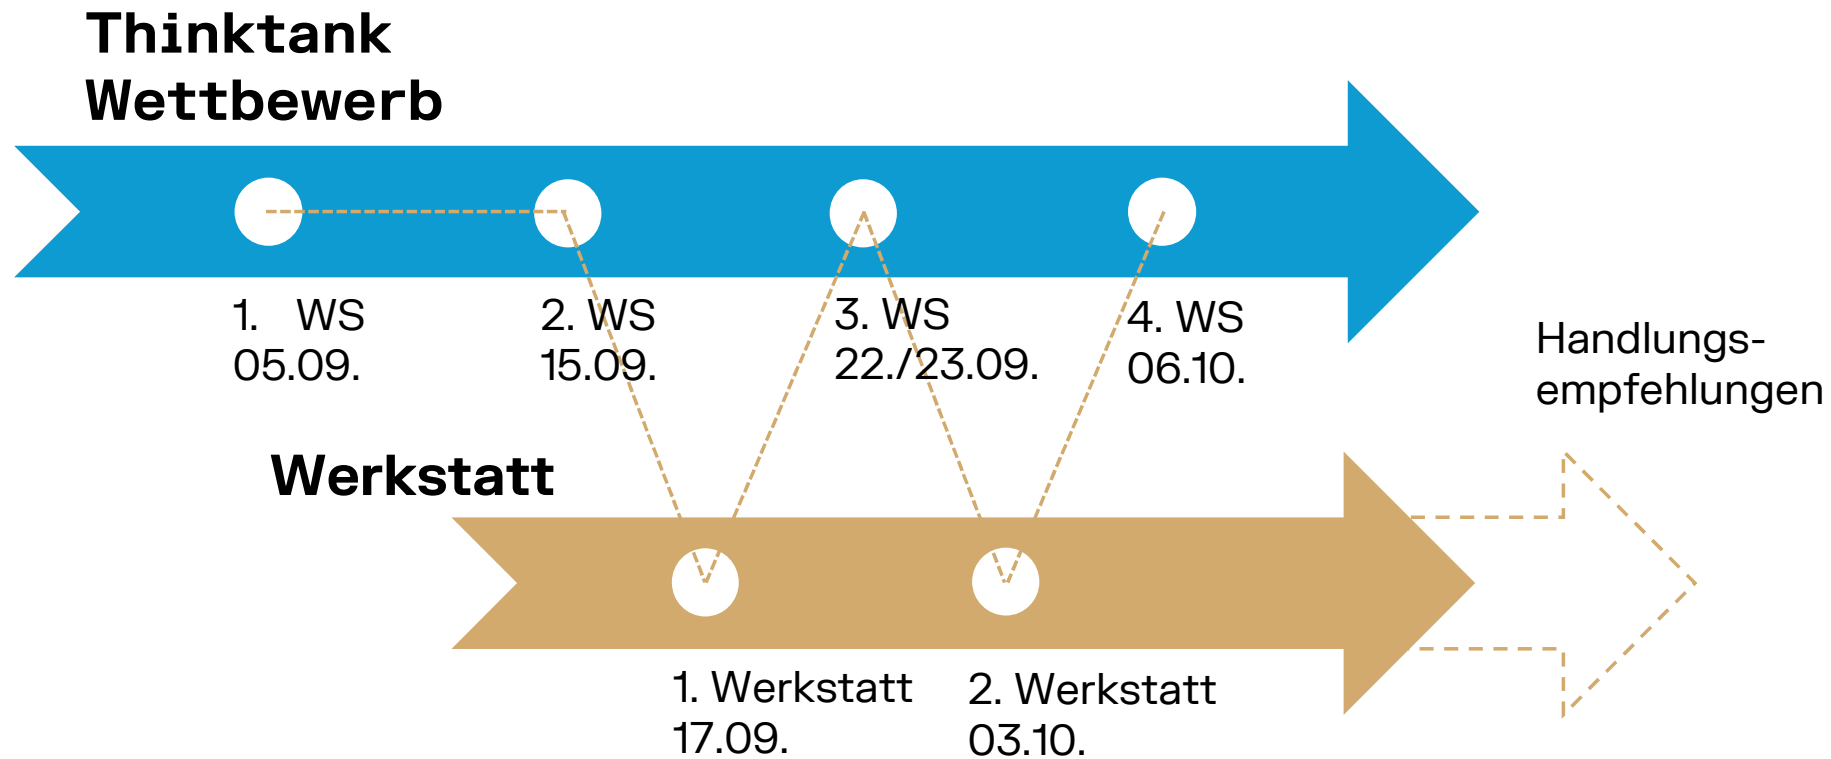 Thinktank
Wettbewerb
1. WS
05.09.
2. WS
15.09.
3. WS
22./23.09.
4. WS
06.10.
Handlungs-
empfehlungen
Werkstatt
1. Werkstatt
17.09.
2. Werkstatt
03.10.